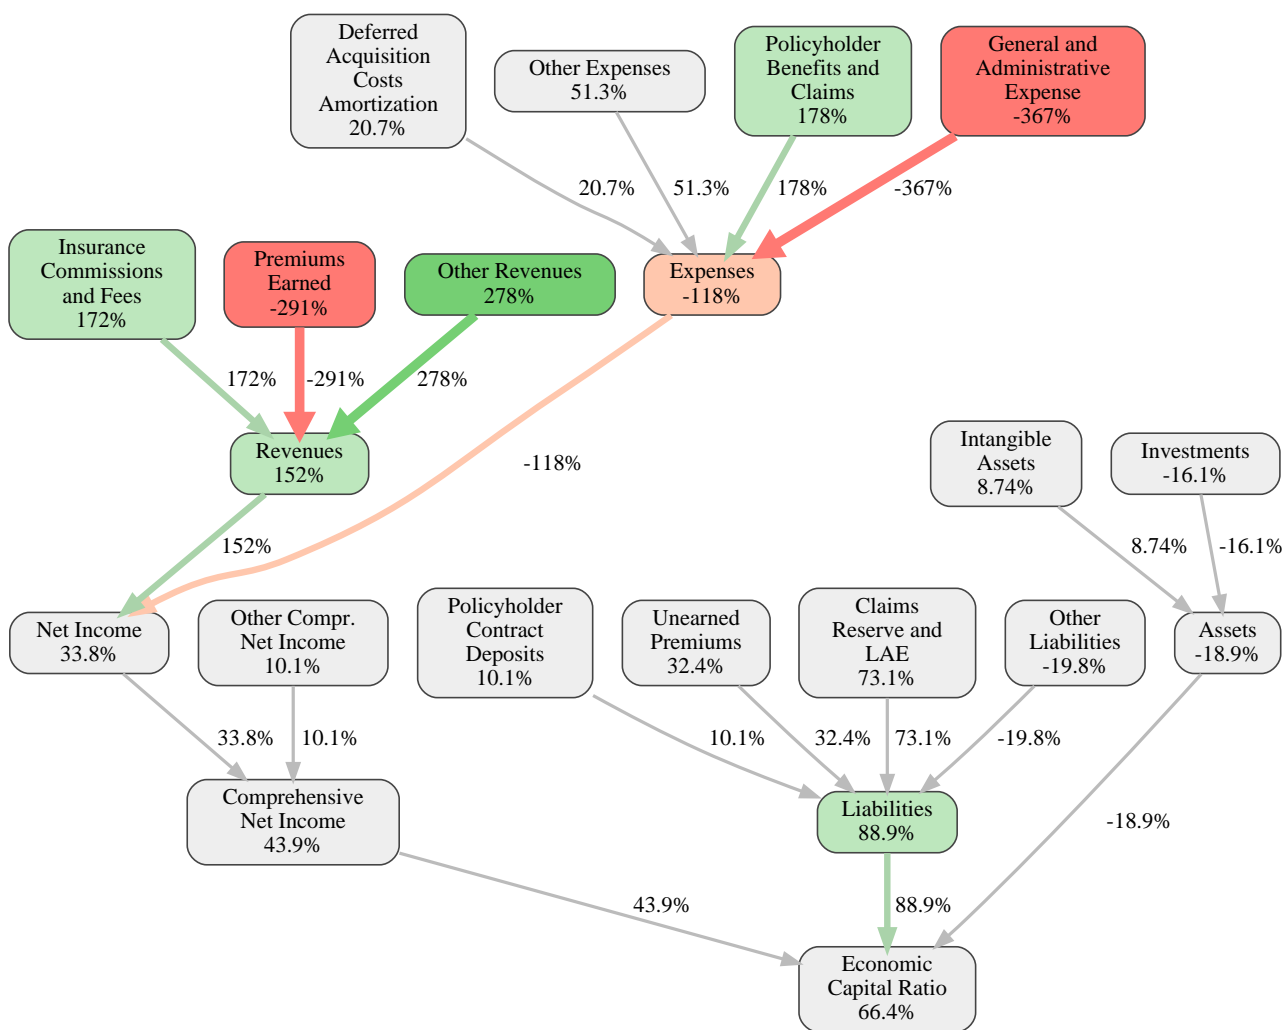 Deferred
Acquisition
Costs
Amortization
20.7%
Other Expenses
51.3%
Policyholder
Benefits and
Claims
178%
General and
Administrative
Expense
-367%
20.7%
51.3%
178%
-367%
Insurance
Commissions
and Fees
172%
Premiums
Earned
-291%
Other Revenues
278%
Expenses
-118%
172%
-291%
278%
Revenues
152%
-118%
Intangible
Assets
8.74%
Investments
-16.1%
152%
8.74%
-16.1%
Net Income
33.8%
Other Compr.
Net Income
10.1%
Policyholder
Contract
Deposits
10.1%
Unearned
Premiums
32.4%
Claims
Reserve and
LAE
73.1%
Other
Liabilities
-19.8%
Assets
-18.9%
33.8%
10.1%
10.1%
32.4%
73.1%
-19.8%
Comprehensive
Net Income
43.9%
Liabilities
88.9%
-18.9%
43.9%
88.9%
Economic
Capital Ratio
66.4%